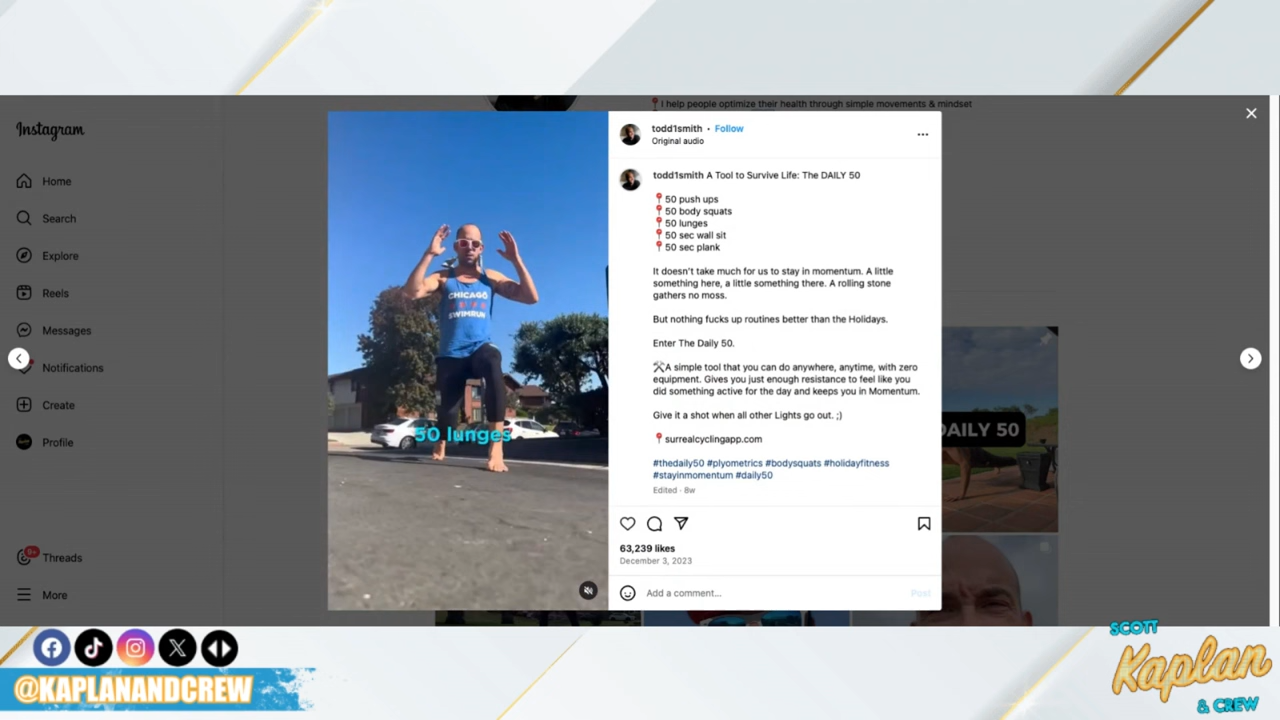 📍I help people optimize their health through simple movements & mindset
Instagram
Home
Search
Explore
Reels
Messages
Notifications
Create
Profile
9+
Threads
More
CHICAGO
SWIMRUN
50 lunges
todd1smith • Follow
Original audio
todd1smith A Tool to Survive Life: The DAILY 50
📍50 push ups
📍50 body squats
📍50 lunges
📍50 sec wall sit
📍50 sec plank
It doesn't take much for us to stay in momentum. A little
something here, a little something there. A rolling stone
gathers no moss.
But nothing fucks up routines better than the Holidays.
Enter The Daily 50.
🛠A simple tool that you can do anywhere, anytime, with zero
equipment. Gives you just enough resistance to feel like you
did something active for the day and keeps you in Momentum.
Give it a shot when all other Lights go out. ;)
📍surrealcyclingapp.com
#thedaily50 #plyometrics #bodysquats #holidayfitness
#stayinmomentum #daily50
Edited · 8w
63,239 likes
December 3, 2023
Add a comment...
Post
DAILY 50
@KAPLANANDCREW
SCOTT
Kaplan
& CREW